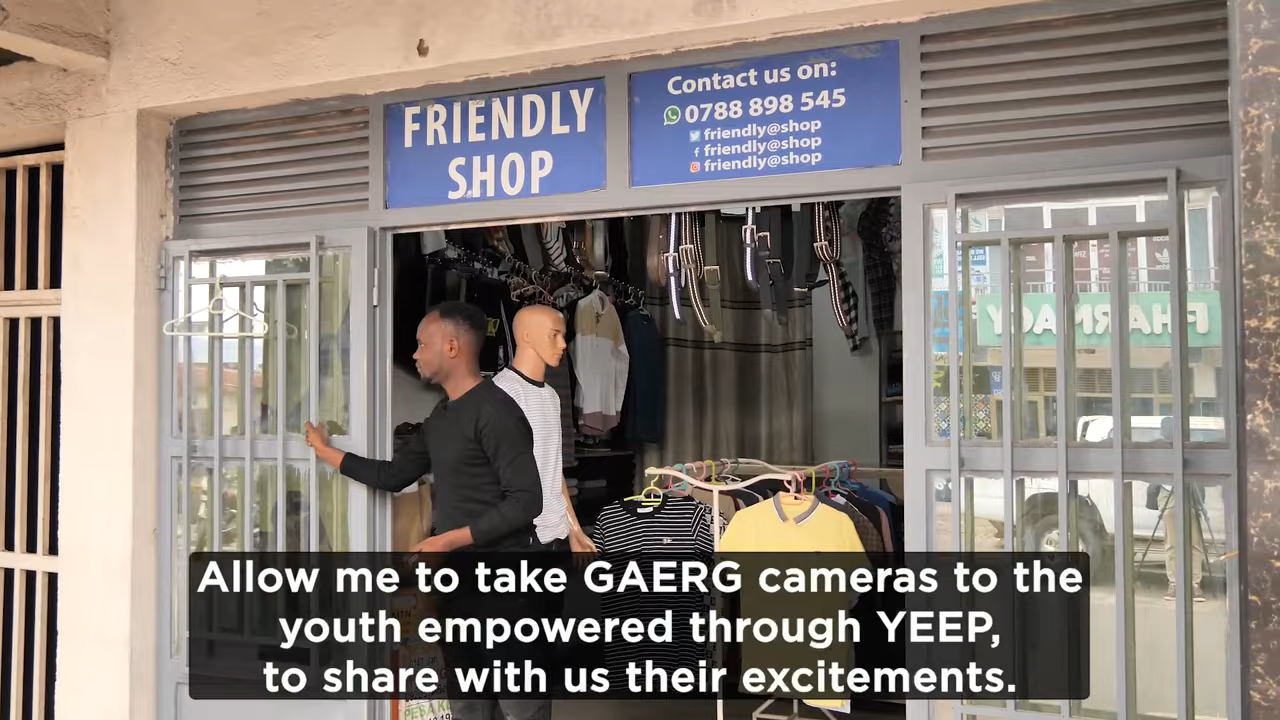 FRIENDLY
SHOP
Contact us on:
0788 898 545
friendly@shop
friendly@shop
friendly@shop
PHARMACY
Allow me to take GAERG cameras to the
youth empowered through YEEP,
to share with us their excitements.